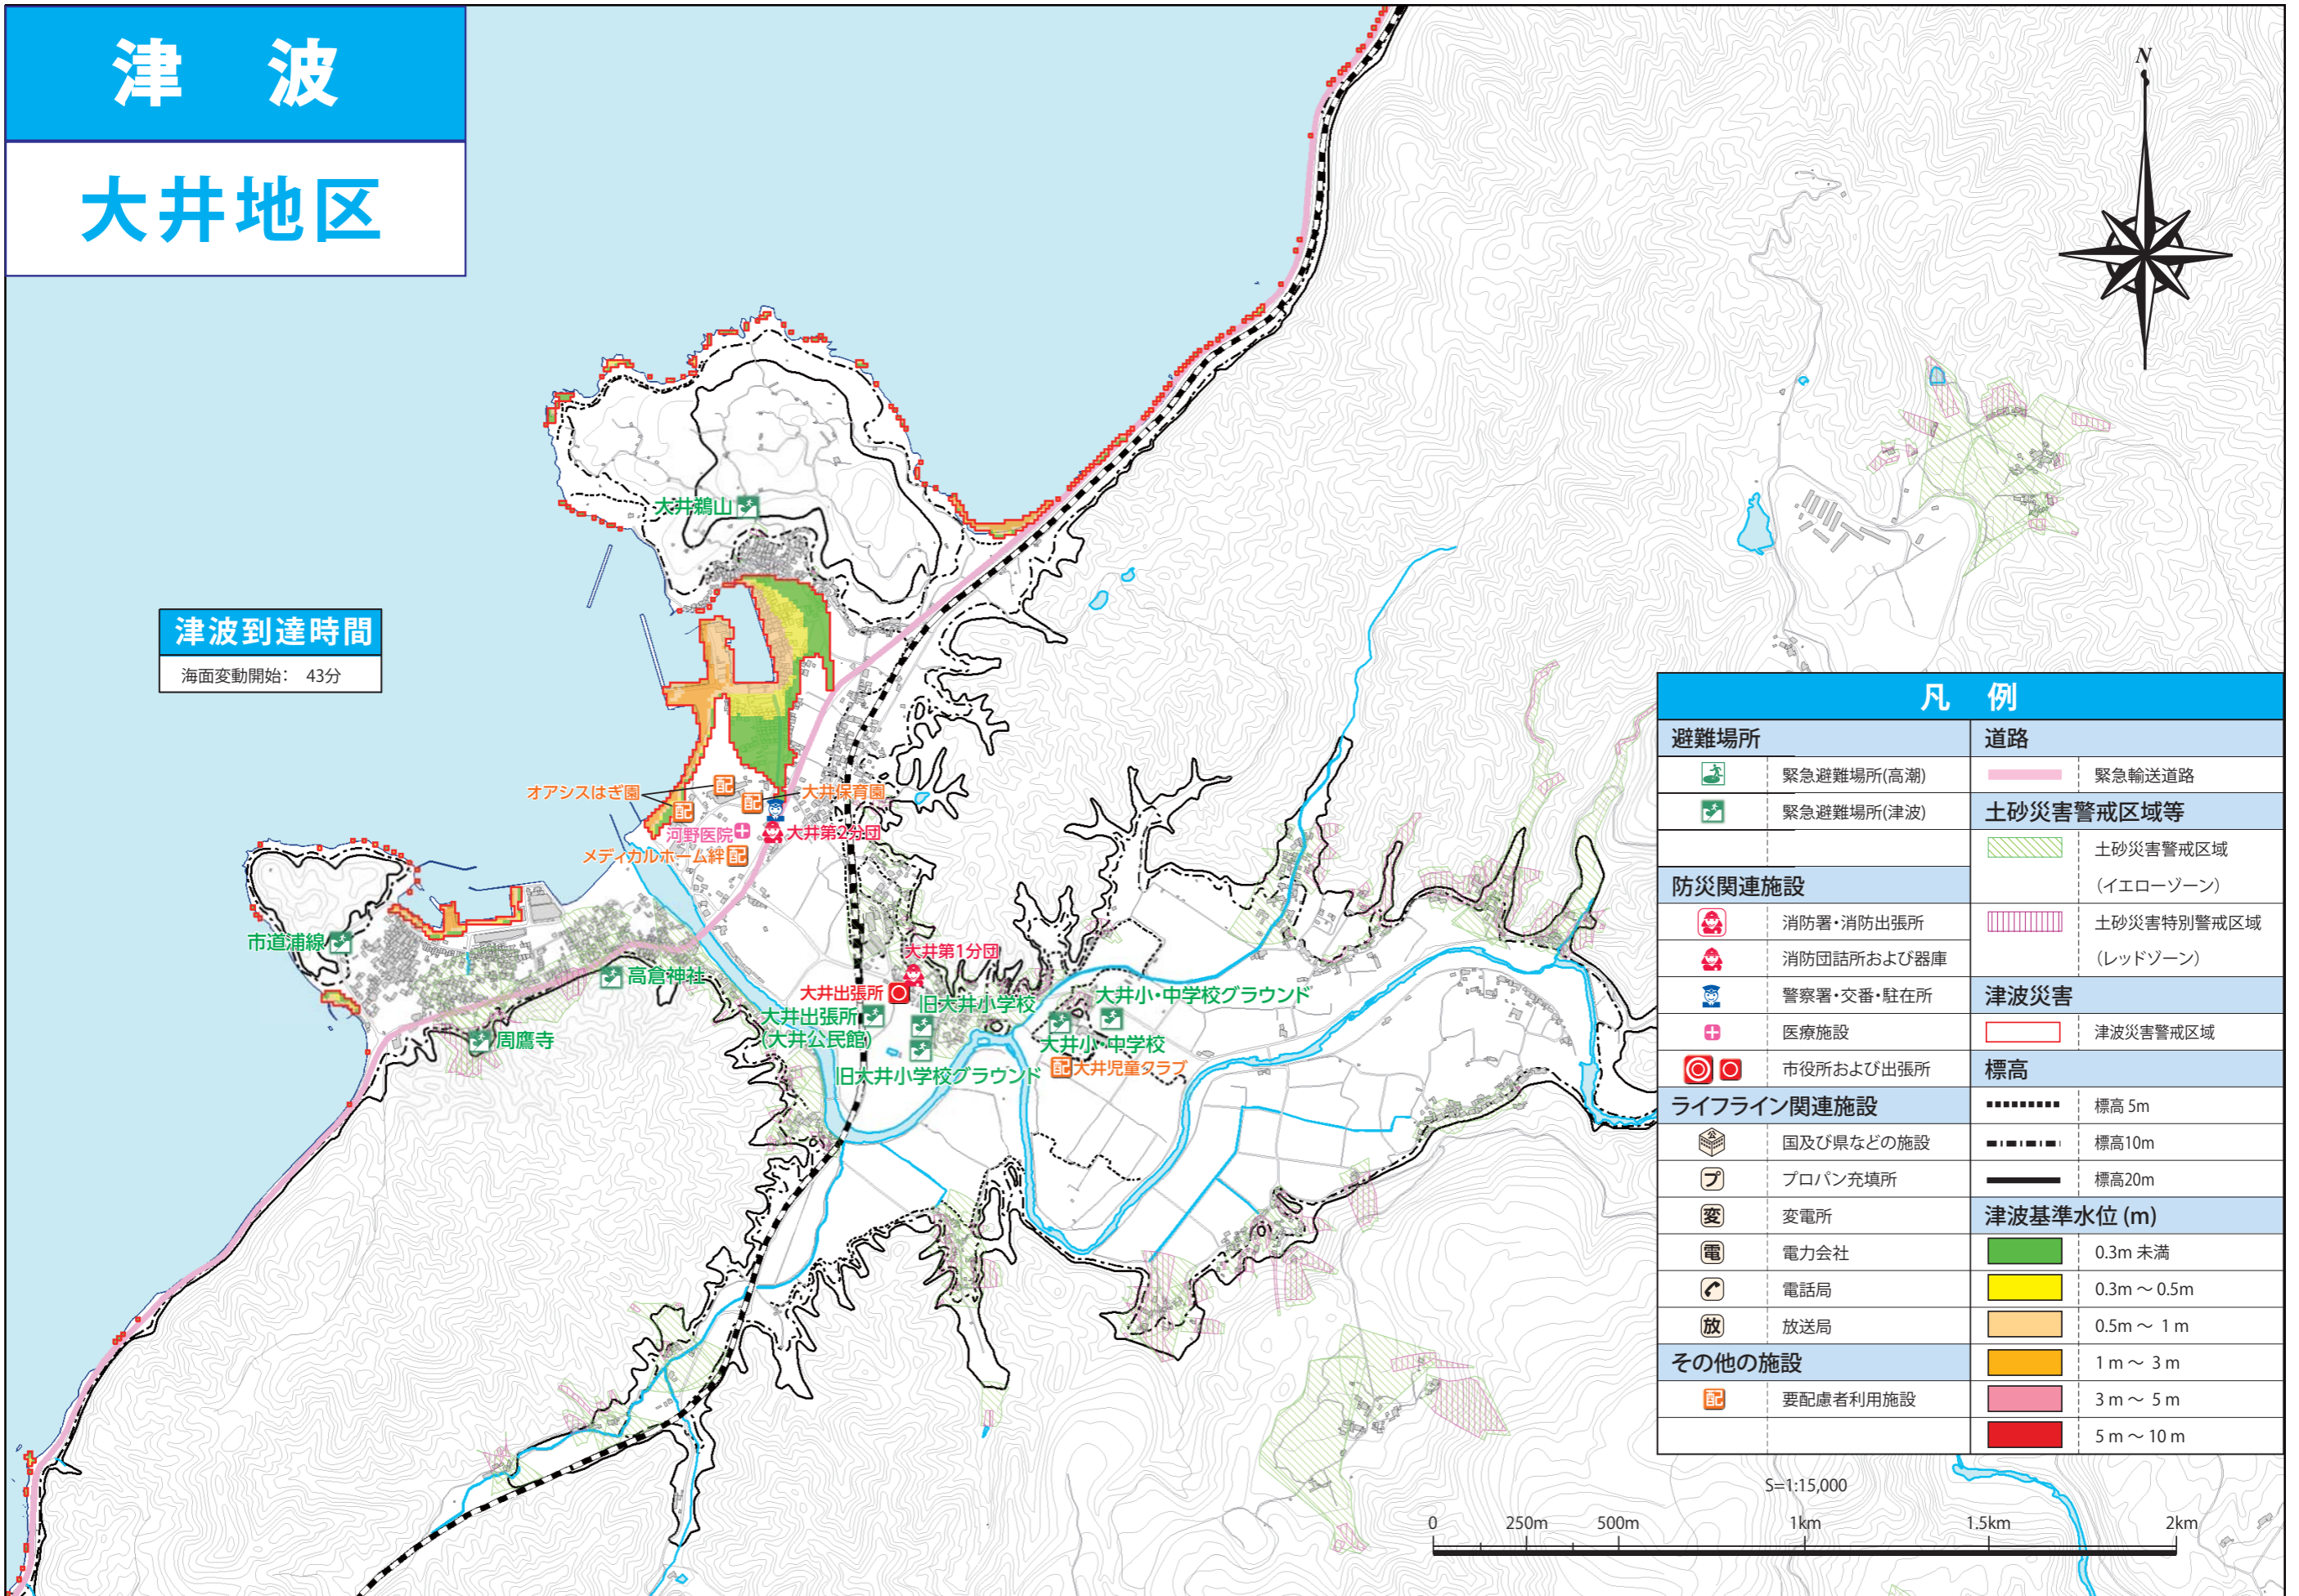 津 波
大井地区
N
大井鵜山
津波到達時間
海面変動開始: 43分
オアシスはぎ園
配
配
配
大井保育園
河野医院
大井第2分団
メディカルホーム絆
配
市道浦線
高倉神社
周鷹寺
大井第1分団
大井出張所
大井出張所
(大井公民館)
旧大井小学校
旧大井小学校グラウンド
大井小・中学校グラウンド
大井小・中学校
配
大井児童クラブ
凡 例
避難場所
緊急避難場所(高潮)
緊急避難場所(津波)
防災関連施設
消防署・消防出張所
消防団詰所および器庫
警察署・交番・駐在所
医療施設
市役所および出張所
ライフライン関連施設
公
国及び県などの施設
プ
プロパン充填所
変
変電所
電
電力会社
電話局
放
放送局
その他の施設
配
要配慮者利用施設
道路
緊急輸送道路
土砂災害警戒区域等
土砂災害警戒区域
(イエローゾーン)
土砂災害特別警戒区域
(レッドゾーン)
津波災害
津波災害警戒区域
標高
標高 5m
標高10m
標高20m
津波基準水位 (m)
0.3m 未満
0.3m ～ 0.5m
0.5m ～ 1 m
1 m ～ 3 m
3 m ～ 5 m
5 m ～ 10 m
S=1:15,000
0 250m 500m 1km 1.5km 2km